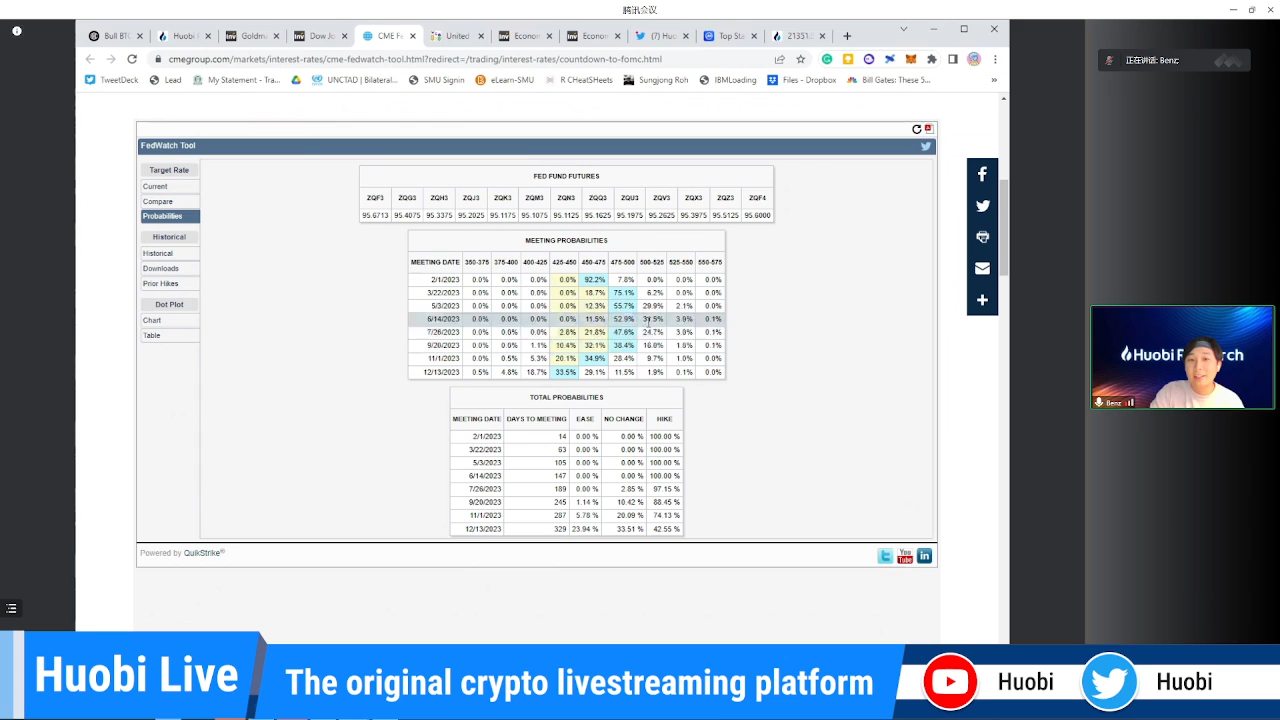 腾讯会议
Bull BT
Huobi
Goldm
Dow Jo
CME Fe
United
Econom
Econom
(7) Hu
Top Sta
21351
cmegroup.com/markets/interest-rates/cme-fedwatch-tool.html?redirect=/trading/interest-rates/countdown-to-fomc.html
TweetDeck
Lead
My Statement - Tra...
UNCTAD | Bilateral...
SMU Signin
eLearn-SMU
R CHeatSHeets
Sungjong Roh
IBMLoading
Files - Dropbox
Bill Gates: These 5...
正在讲话: Benz;
FedWatch Tool
Target Rate
Current
Compare
Probabilities
Historical
Historical
Downloads
Prior Hikes
Dot Plot
Chart
Table
FED FUND FUTURES
ZQF3 ZQG3 ZQH3 ZQJ3 ZQK3 ZQM3 ZQN3 ZQQ3 ZQU3 ZQV3 ZQX3 ZQZ3 ZQF4
95.6713 95.4075 95.3375 95.2025 95.1175 95.1075 95.1125 95.1625 95.1975 95.2625 95.3975 95.5125 95.6000
MEETING PROBABILITIES
MEETING DATE 350-375 375-400 400-425 425-450 450-475 475-500 500-525 525-550 550-575
2/1/2023 0.0% 0.0% 0.0% 0.0% 92.2% 7.8% 0.0% 0.0% 0.0%
3/22/2023 0.0% 0.0% 0.0% 0.0% 18.7% 75.1% 6.2% 0.0% 0.0%
5/3/2023 0.0% 0.0% 0.0% 0.0% 12.3% 55.7% 29.9% 2.1% 0.0%
6/14/2023 0.0% 0.0% 0.0% 0.0% 11.5% 52.9% 31.5% 3.9% 0.1%
7/26/2023 0.0% 0.0% 0.0% 2.8% 21.8% 47.6% 24.7% 3.0% 0.1%
9/20/2023 0.0% 0.0% 1.1% 10.4% 32.1% 38.4% 16.0% 1.8% 0.1%
11/1/2023 0.0% 0.5% 5.3% 20.1% 34.9% 28.4% 9.7% 1.0% 0.0%
12/13/2023 0.5% 4.8% 18.7% 33.5% 29.1% 11.5% 1.9% 0.1% 0.0%
TOTAL PROBABILITIES
MEETING DATE DAYS TO MEETING EASE NO CHANGE HIKE
2/1/2023 14 0.00 % 0.00 % 100.00 %
3/22/2023 63 0.00 % 0.00 % 100.00 %
5/3/2023 105 0.00 % 0.00 % 100.00 %
6/14/2023 147 0.00 % 0.00 % 100.00 %
7/26/2023 189 0.00 % 2.85 % 97.15 %
9/20/2023 245 1.14 % 10.42 % 88.45 %
11/1/2023 287 5.78 % 20.09 % 74.13 %
12/13/2023 329 23.94 % 33.51 % 42.55 %
Powered by QuikStrike®
You
Tube
in
Huobi Research
Benz
Huobi Live
The original crypto livestreaming platform
Huobi
Huobi